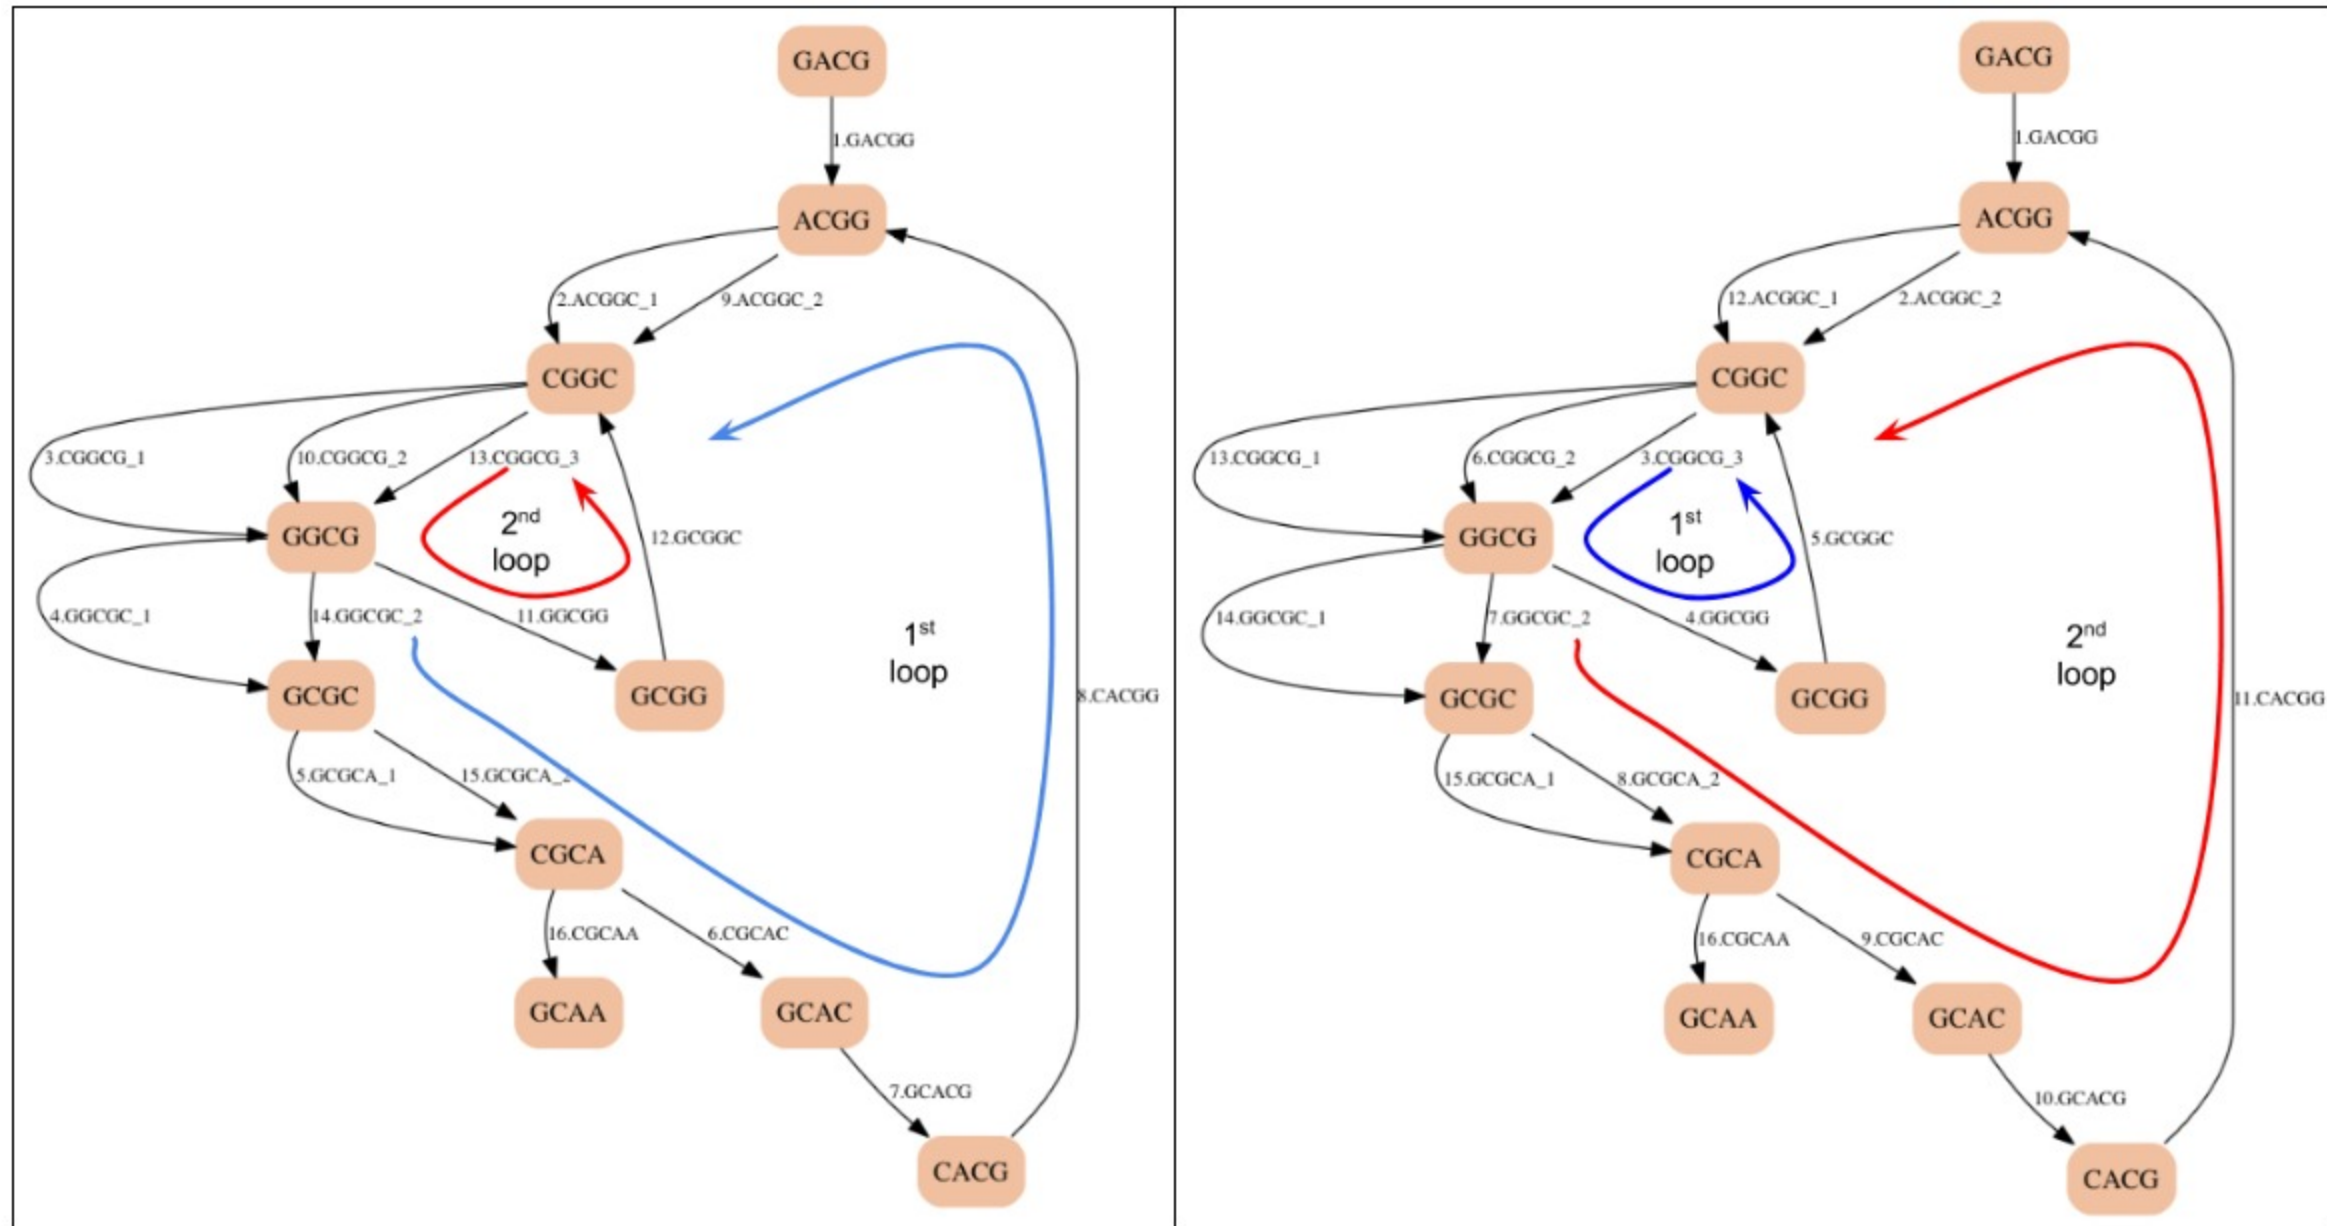 GACG
1.GACGG
ACGG
2.ACGGC_1
9.ACGGC_2
CGGC
3.CGGCG_1
10.CGGCG_2
13.CGGCG_3
2nd
loop
12.GCGGC
GGCG
4.GGCGC_1
14.GGCGC_2
11.GGCGG
1st
loop
GCGC
GCGG
8.CACGG
5.GCGCA_1
15.GCGCA_2
CGCA
16.CGCAA
6.CGCAC
GCAA
GCAC
7.GCACG
CACG
GACG
1.GACGG
ACGG
12.ACGGC_1
2.ACGGC_2
CGGC
13.CGGCG_1
6.CGGCG_2
3.CGGCG_3
1st
loop
5.GCGGC
GGCG
14.GGCGC_1
7.GGCGC_2
4.GGCGG
2nd
loop
GCGC
GCGG
11.CACGG
15.GCGCA_1
8.GCGCA_2
CGCA
16.CGCAA
9.CGCAC
GCAA
GCAC
10.GCACG
CACG